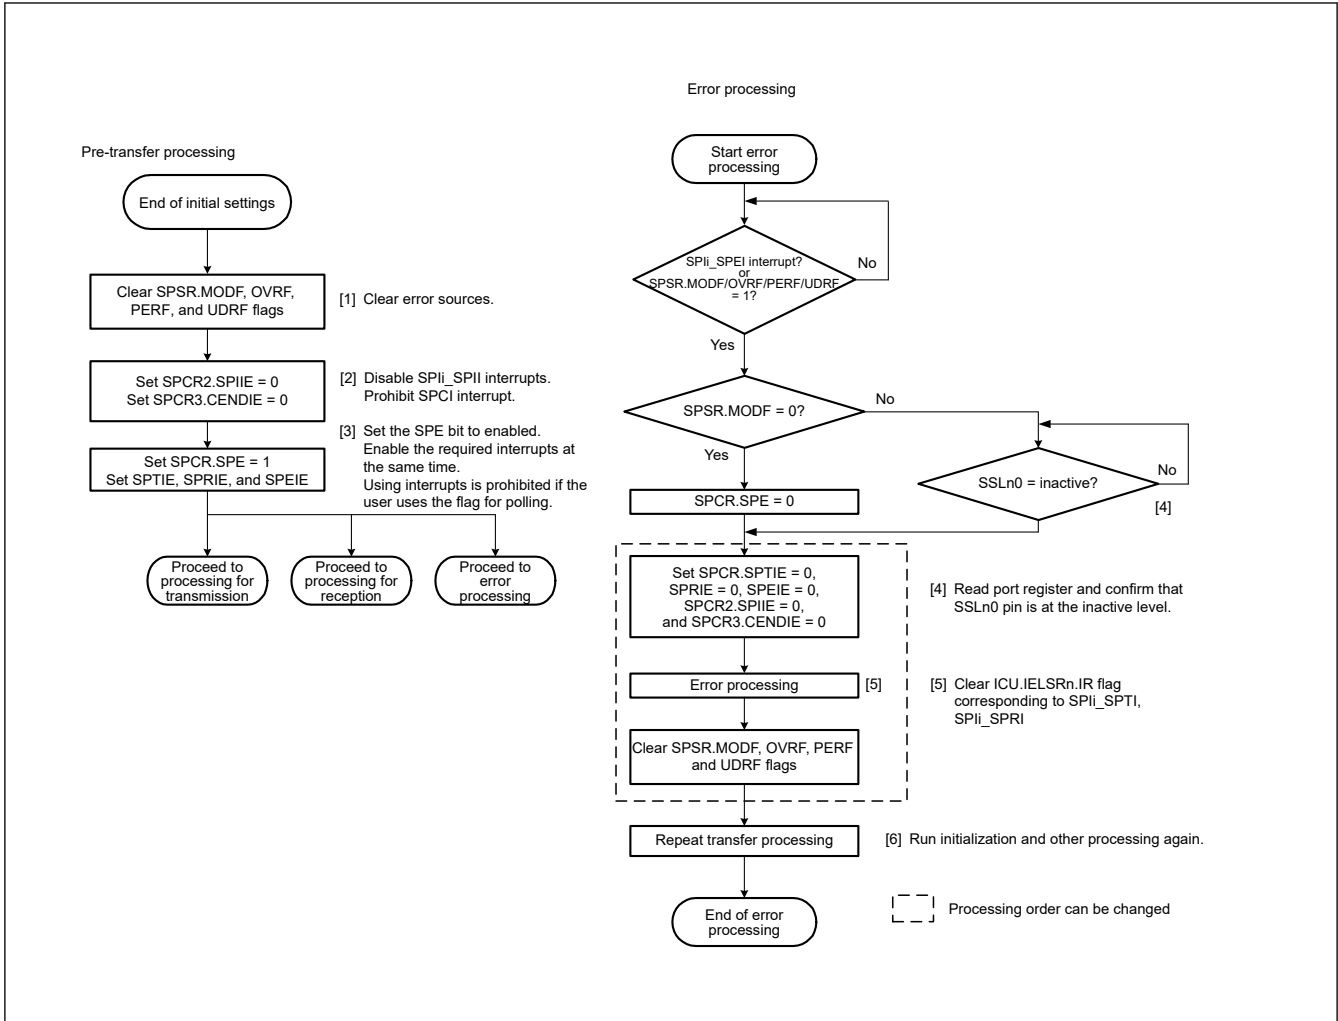 Pre-transfer processing
End of initial settings
Clear SPSR.MODF, OVRF,
PERF, and UDRF flags
[1] Clear error sources.
Set SPCR2.SPIIE = 0
Set SPCR3.CENDIE = 0
[2] Disable SPIi_SPII interrupts.
Prohibit SPCI interrupt.
Set SPCR.SPE = 1
Set SPTIE, SPRIE, and SPEIE
[3] Set the SPE bit to enabled.
Enable the required interrupts at
the same time.
Using interrupts is prohibited if the
user uses the flag for polling.
Proceed to
processing for
transmission
Proceed to
processing for
reception
Proceed to
error
processing
Error processing
Start error
processing
SPIi_SPEI interrupt?
or
SPSR.MODF/OVRF/PERF/UDRF
= 1?
No
Yes
SPSR.MODF = 0?
No
Yes
SSLn0 = inactive?
No
[4]
SPCR.SPE = 0
Set SPCR.SPTIE = 0,
SPRIE = 0, SPEIE = 0,
SPCR2.SPIIE = 0,
and SPCR3.CENDIE = 0
[4] Read port register and confirm that
SSLn0 pin is at the inactive level.
Error processing
[5]
[5] Clear ICU.IELSRn.IR flag
corresponding to SPIi_SPTI,
SPIi_SPRI
Clear SPSR.MODF, OVRF, PERF
and UDRF flags
Repeat transfer processing
[6] Run initialization and other processing again.
End of error
processing
Processing order can be changed